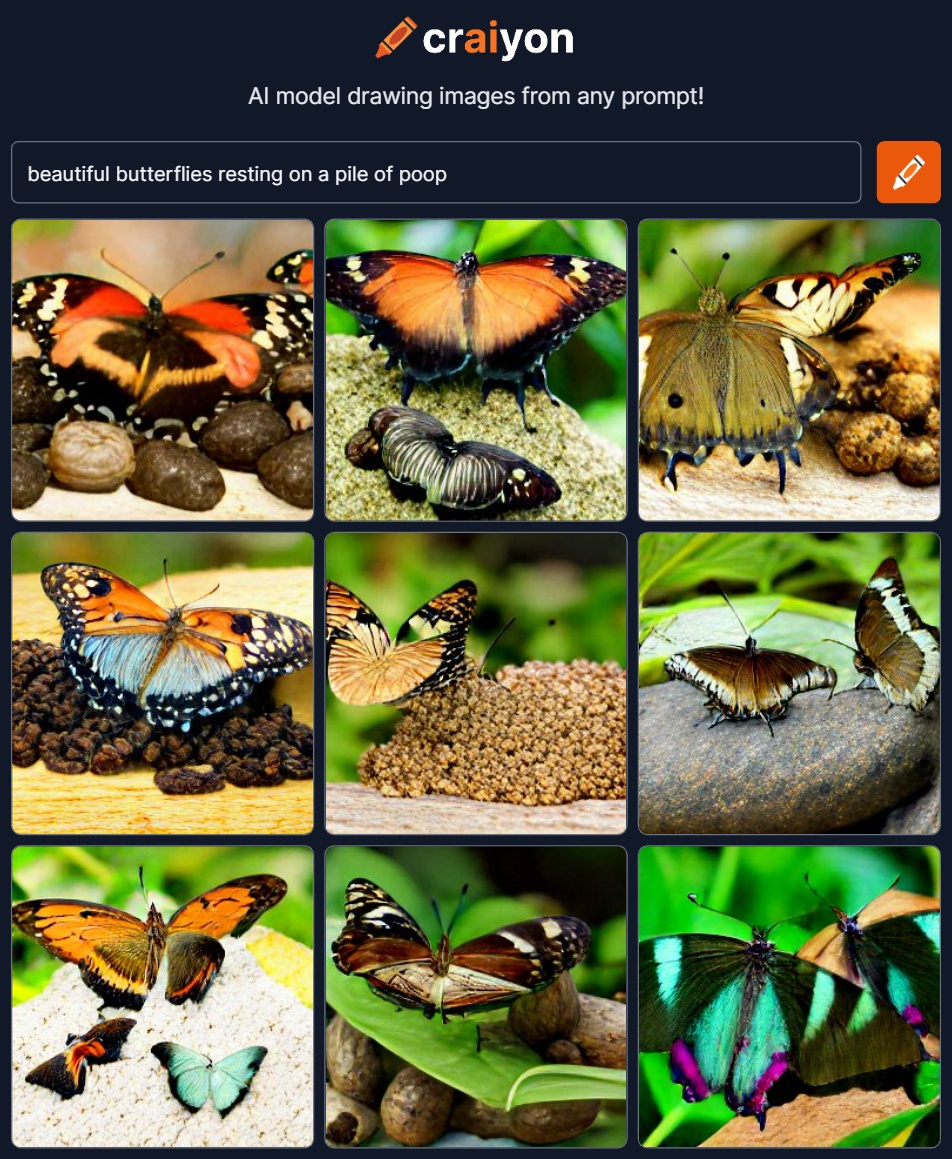 craiyon
AI model drawing images from any prompt!
beautiful butterflies resting on a pile of poop